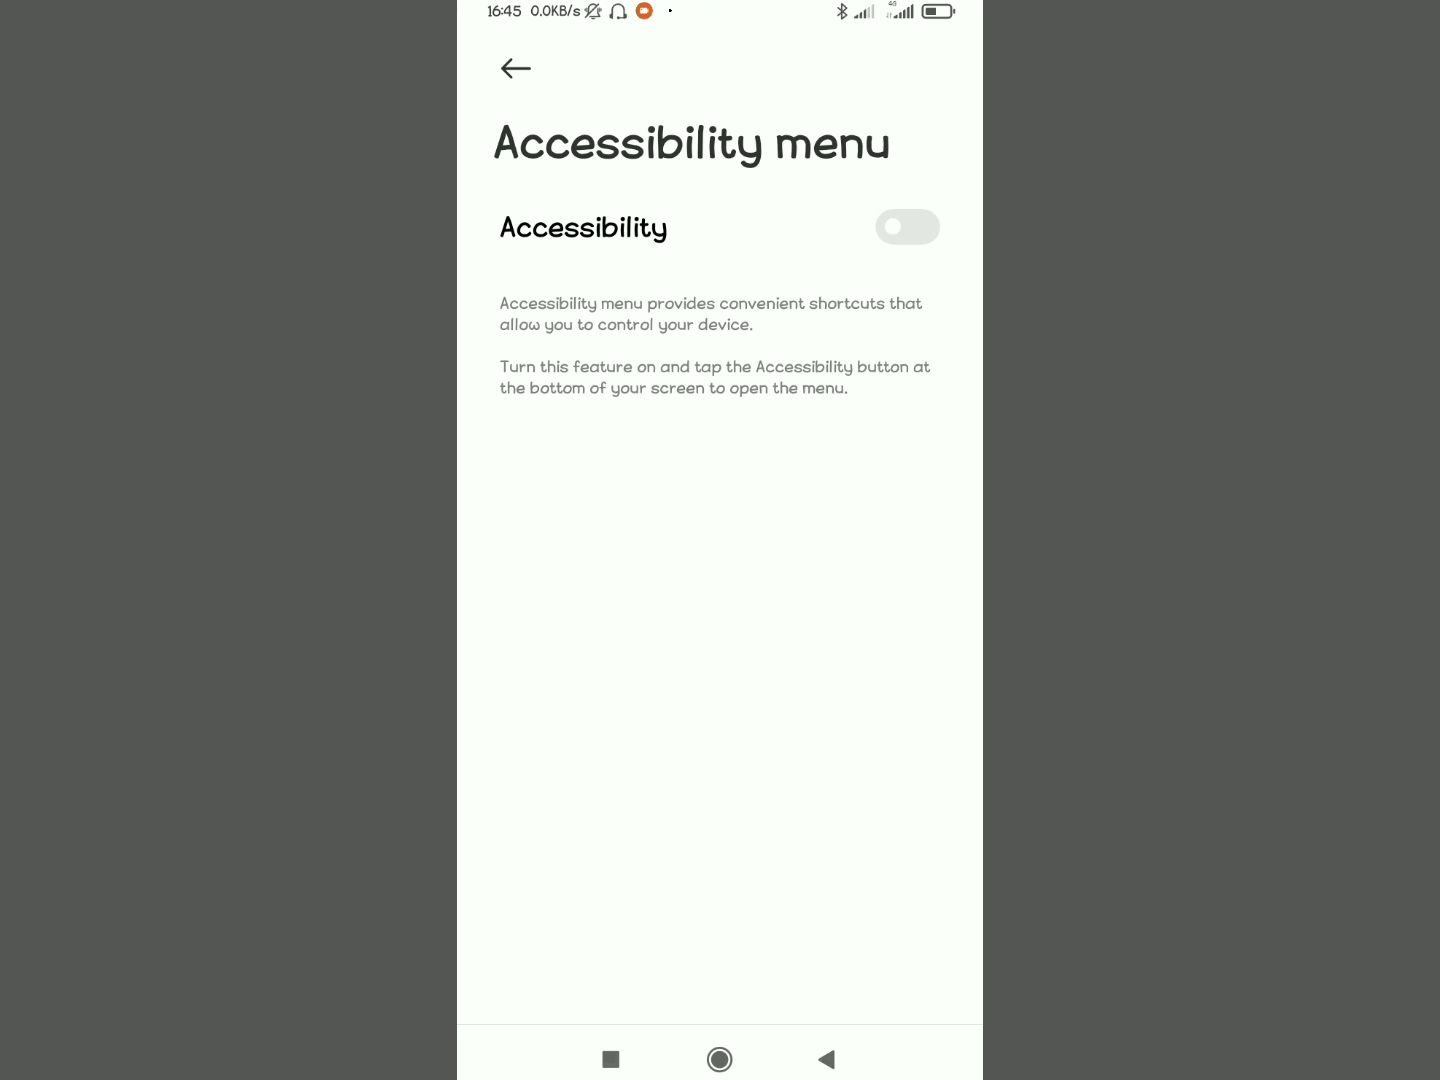 16:45 0.0KB/s 4G
Accessibility menu
Accessibility
Accessibility menu provides convenient shortcuts that
allow you to control your device.
Turn this feature on and tap the Accessibility button at
the bottom of your screen to open the menu.